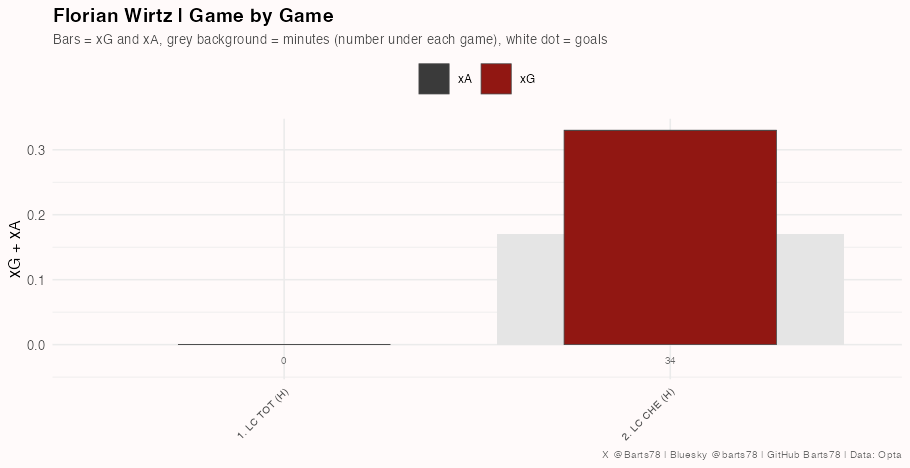 Florian Wirtz | Game by Game
Bars = xG and xA, grey background = minutes (number under each game), white dot = goals
xA xG
xG + xA
0.3
0.2
0.1
0.0
0 34
1. LC TOT (H) 2. LC CHE (H)
X @Barts78 | Bluesky @barts78 | GitHub Barts78 | Data: Opta